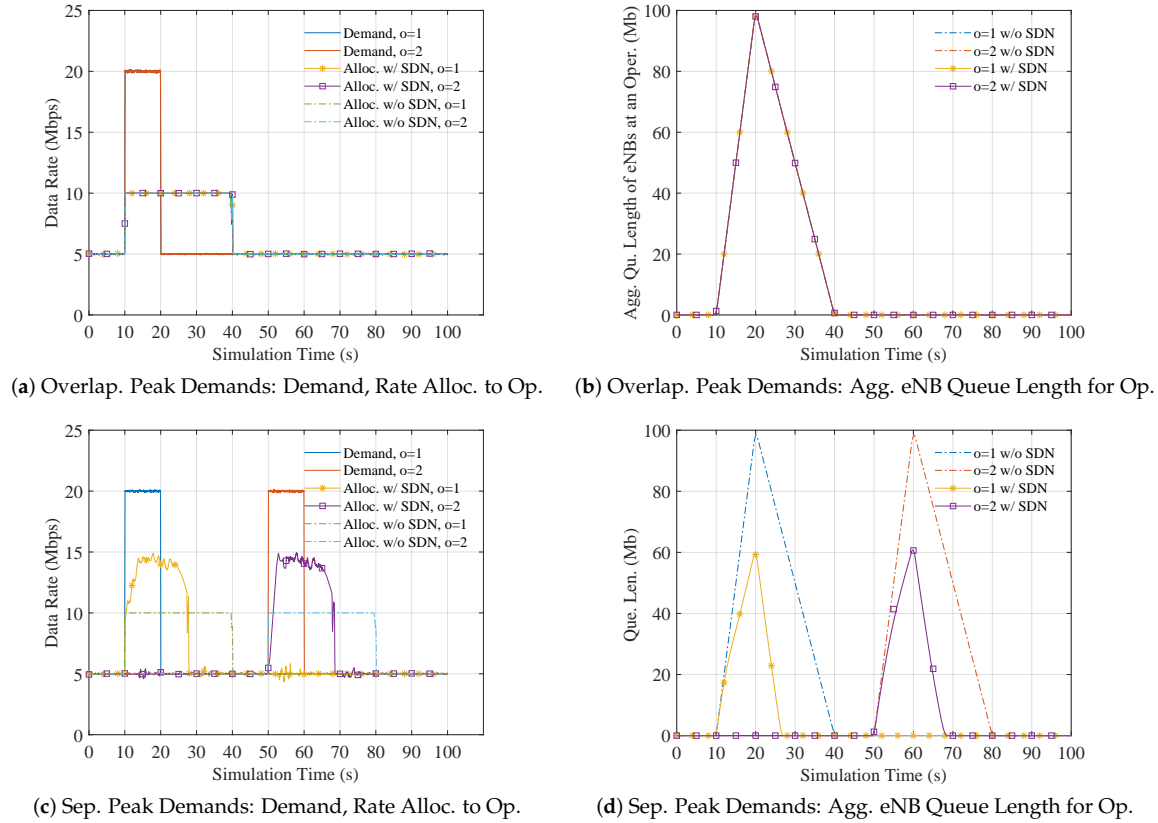 25
20
15
10
5
0
Data Rate (Mbps)
0 10 20 30 40 50 60 70 80 90 100
Simulation Time (s)
Demand, o=1
Demand, o=2
Alloc. w/ SDN, o=1
Alloc. w/ SDN, o=2
Alloc. w/o SDN, o=1
Alloc. w/o SDN, o=2
(a) Overlap. Peak Demands: Demand, Rate Alloc. to Op.
100
80
60
40
20
0
Agg. Qu. Length of eNBs at an Oper. (Mb)
0 10 20 30 40 50 60 70 80 90 100
Simulation Time (s)
o=1 w/o SDN
o=2 w/o SDN
o=1 w/ SDN
o=2 w/ SDN
(b) Overlap. Peak Demands: Agg. eNB Queue Length for Op.
25
20
15
10
5
0
Data Rate (Mbps)
0 10 20 30 40 50 60 70 80 90 100
Simulation Time (s)
Demand, o=1
Demand, o=2
Alloc. w/ SDN, o=1
Alloc. w/ SDN, o=2
Alloc. w/o SDN, o=1
Alloc. w/o SDN, o=2
(c) Sep. Peak Demands: Demand, Rate Alloc. to Op.
100
80
60
40
20
0
Que. Len. (Mb)
0 10 20 30 40 50 60 70 80 90 100
Simulation Time (s)
o=1 w/o SDN
o=2 w/o SDN
o=1 w/ SDN
o=2 w/ SDN
(d) Sep. Peak Demands: Agg. eNB Queue Length for Op.